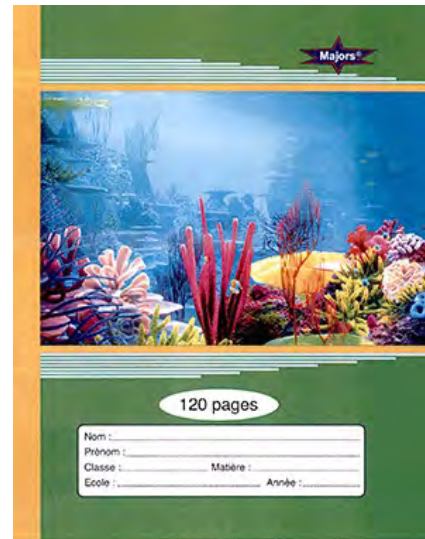 Majors®
120 pages
Nom :
Prénom :
Classe : Matière :
Ecole : Année :